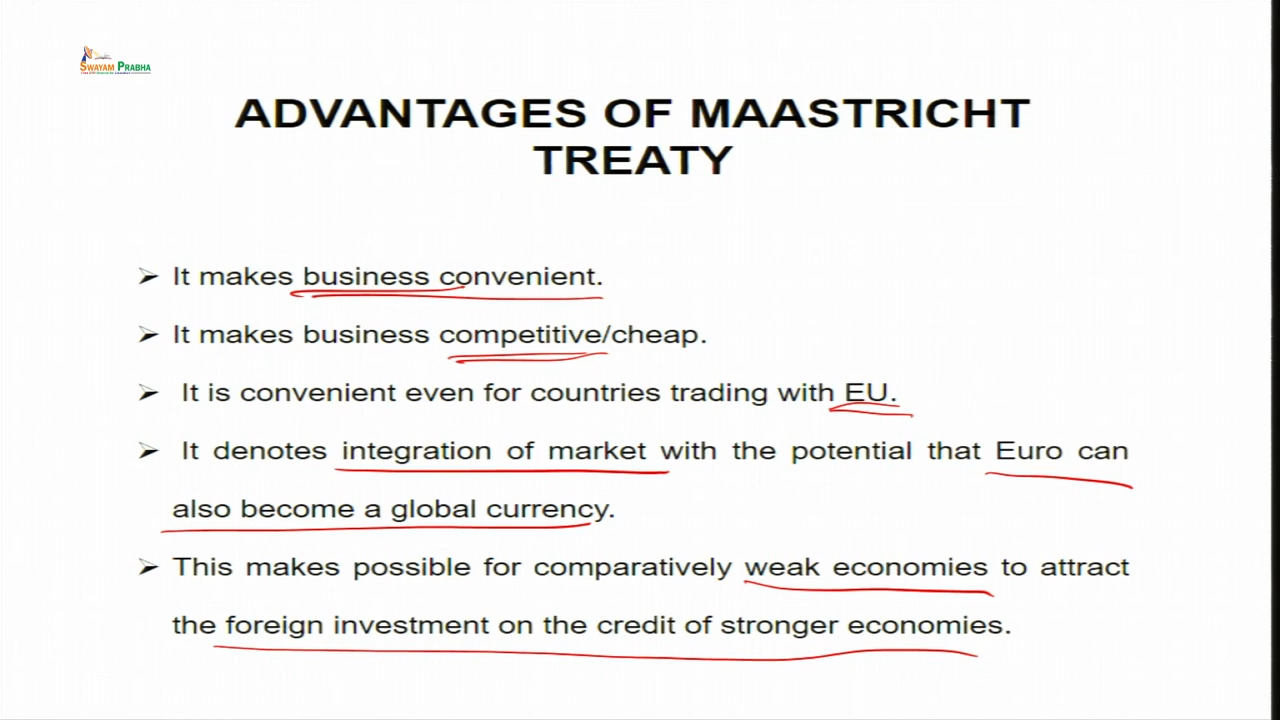 SWAYAM PRABHA
ADVANTAGES OF MAASTRICHT
TREATY
➢ It makes business convenient.
➢ It makes business competitive/cheap.
➢ It is convenient even for countries trading with EU.
➢ It denotes integration of market with the potential that Euro can
also become a global currency.
➢ This makes possible for comparatively weak economies to attract
the foreign investment on the credit of stronger economies.